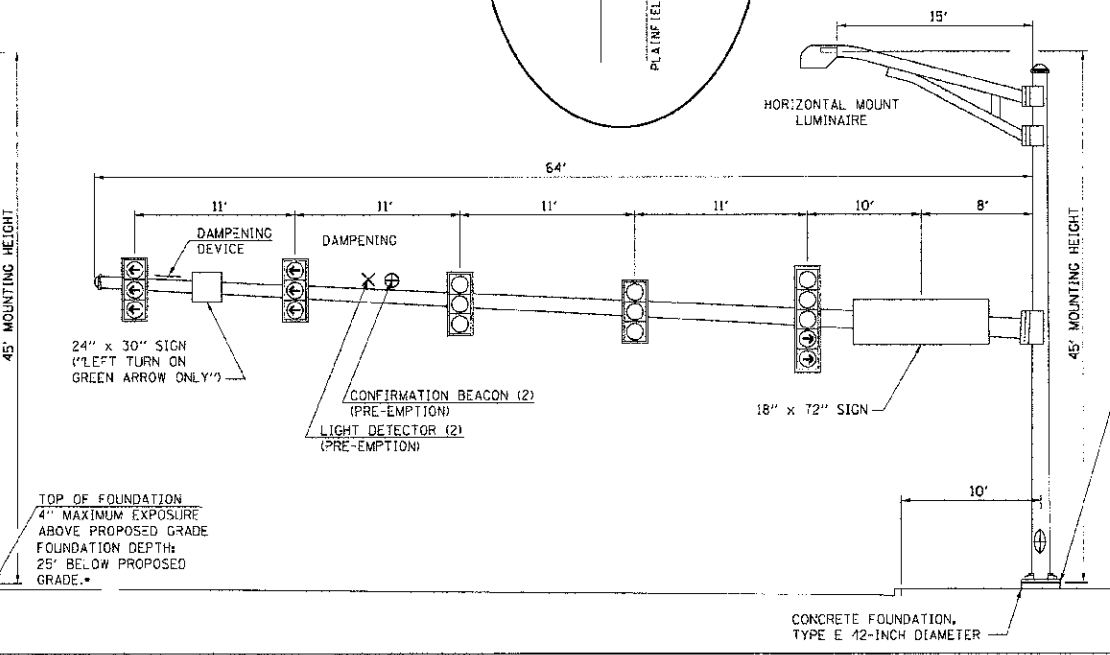 PLAINFIEL
15'
HORIZONTAL MOUNT
LUMINAIRE
64'
11'
11'
11'
11'
10'
8'
45' MOUNTING HEIGHT
45' MOUNTING HEIGHT
DAMPENING
DEVICE
DAMPENING
24" x 30" SIGN
("LEFT TURN ON
GREEN ARROW ONLY")
CONFIRMATION BEACON (2)
(PRE-EMPTION)
LIGHT DETECTOR (2)
(PRE-EMPTION)
18" x 72" SIGN
10'
TOP OF FOUNDATION
4" MAXIMUM EXPOSURE
ABOVE PROPOSED GRADE
FOUNDATION DEPTH:
25' BELOW PROPOSED
GRADE.*
CONCRETE FOUNDATION,
TYPE E 42-INCH DIAMETER